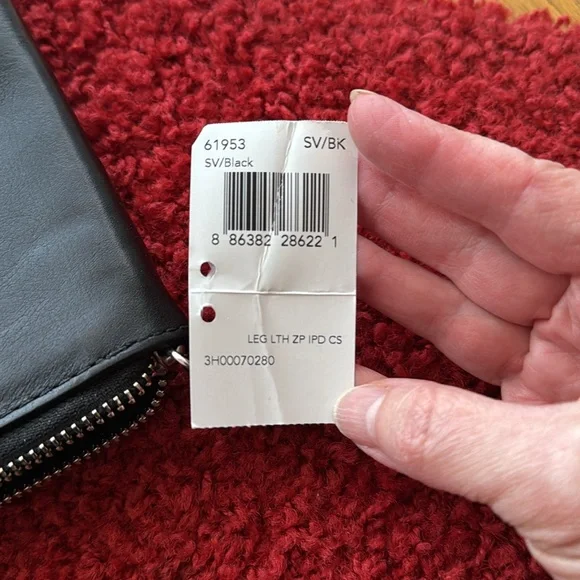 61953 SV/BK
SV/Black
8 86382 28622 1
LEG LTH ZP IPD CS
3H00070280